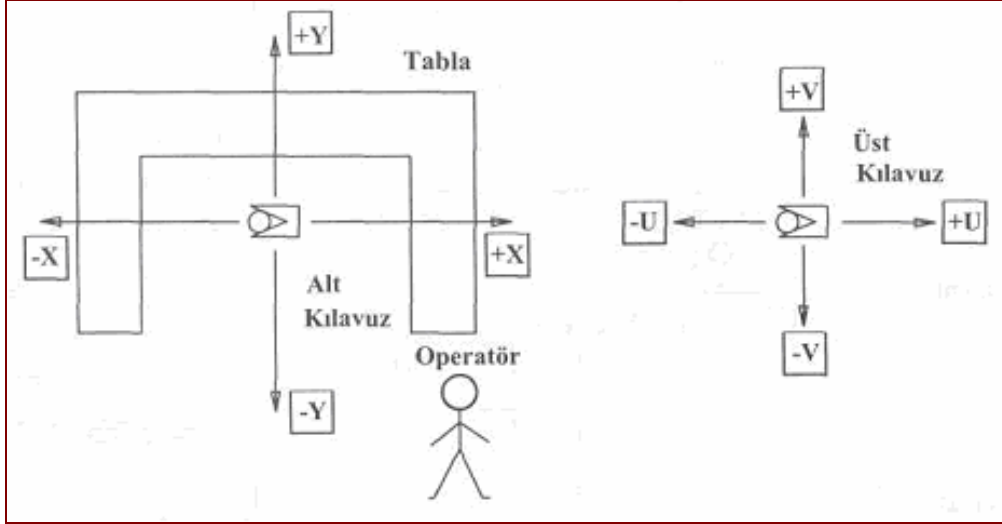 +Y
Tabla
-X
+X
Alt
Kılavuz
-Y
Operatör
+V
Üst
Kılavuz
-U
+U
-V